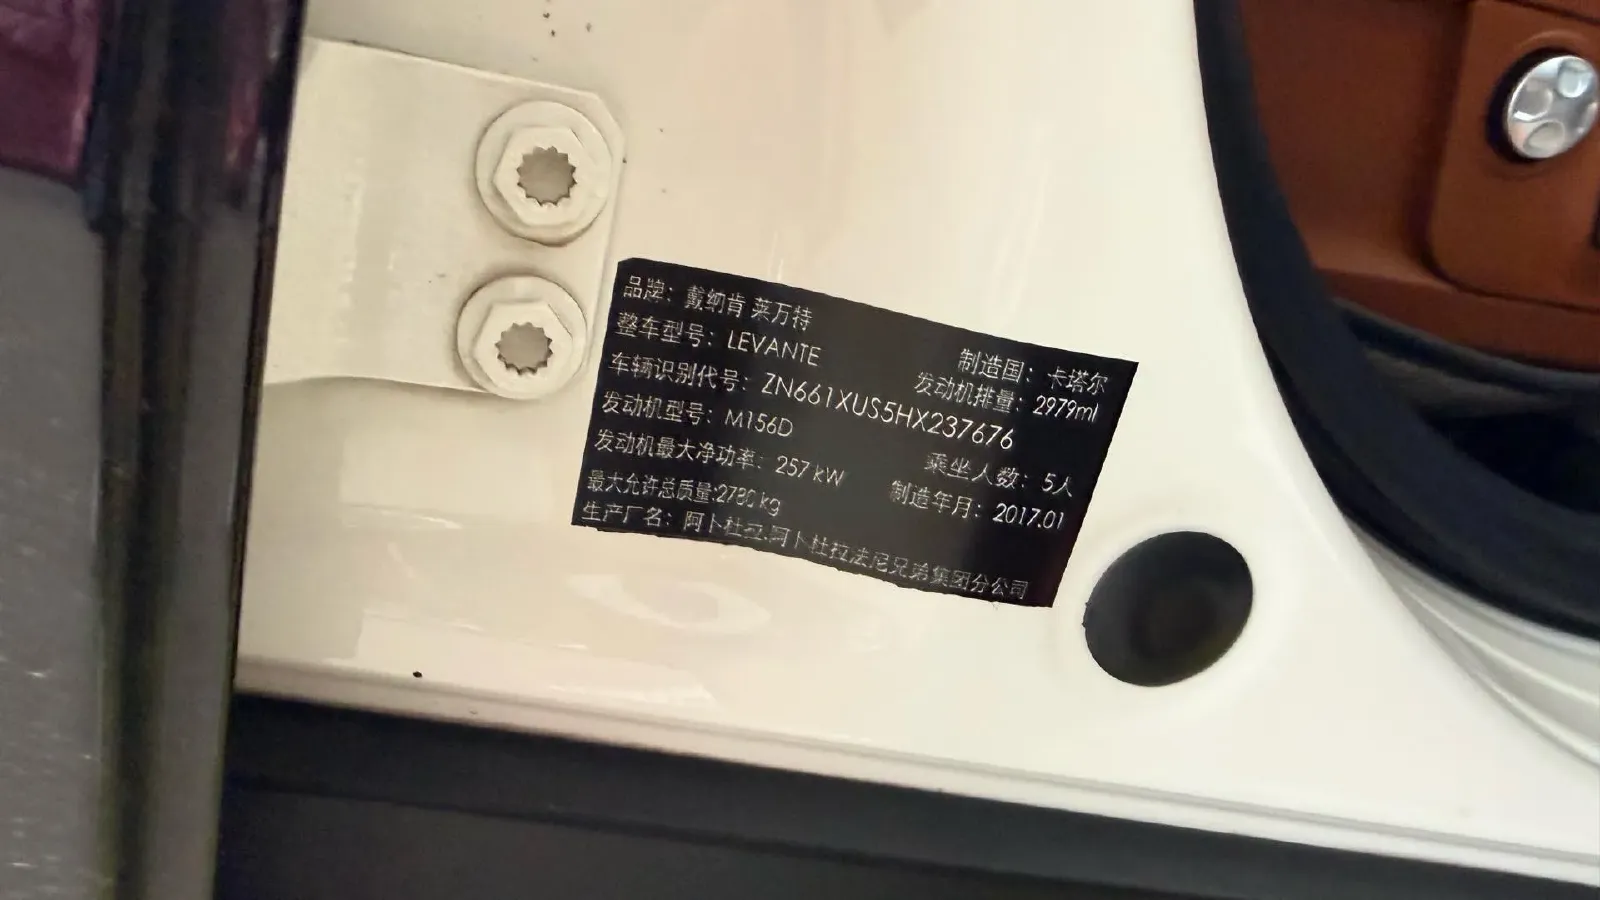 品牌：戴纳肯 莱万特
整车型号：LEVANTE 制造国：卡塔尔
车辆识别代号：ZN661XUS5HX237676 发动机排量：2979ml
发动机型号：M156D 乘坐人数：5人
发动机最大净功率：257 kW 制造年月：2017.01
最大允许总质量:2780 kg
生产厂名：阿卜杜拉.阿卜杜拉法尼兄弟集团分公司